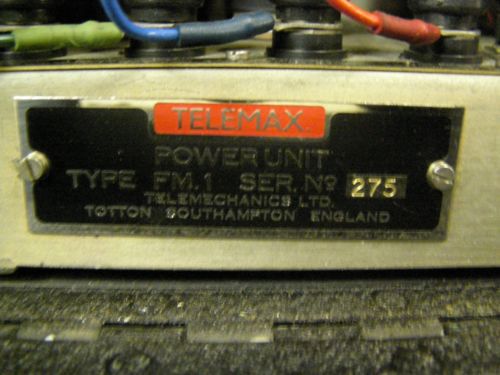 TELEMAX.
POWER UNIT
TYPE FM.1 SER. Nº 275
TELEMECHANICS LTD.
TOTTON SOUTHAMPTON ENGLAND